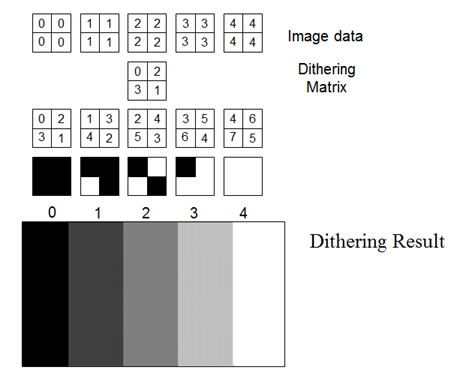 0 0 1 1 2 2 3 3 4 4
0 0 1 1 2 2 3 3 4 4
Image data
0 2
3 1
Dithering
Matrix
0 2 1 3 2 4 3 5 4 6
3 1 4 2 5 3 6 4 7 5
0 1 2 3 4
Dithering Result